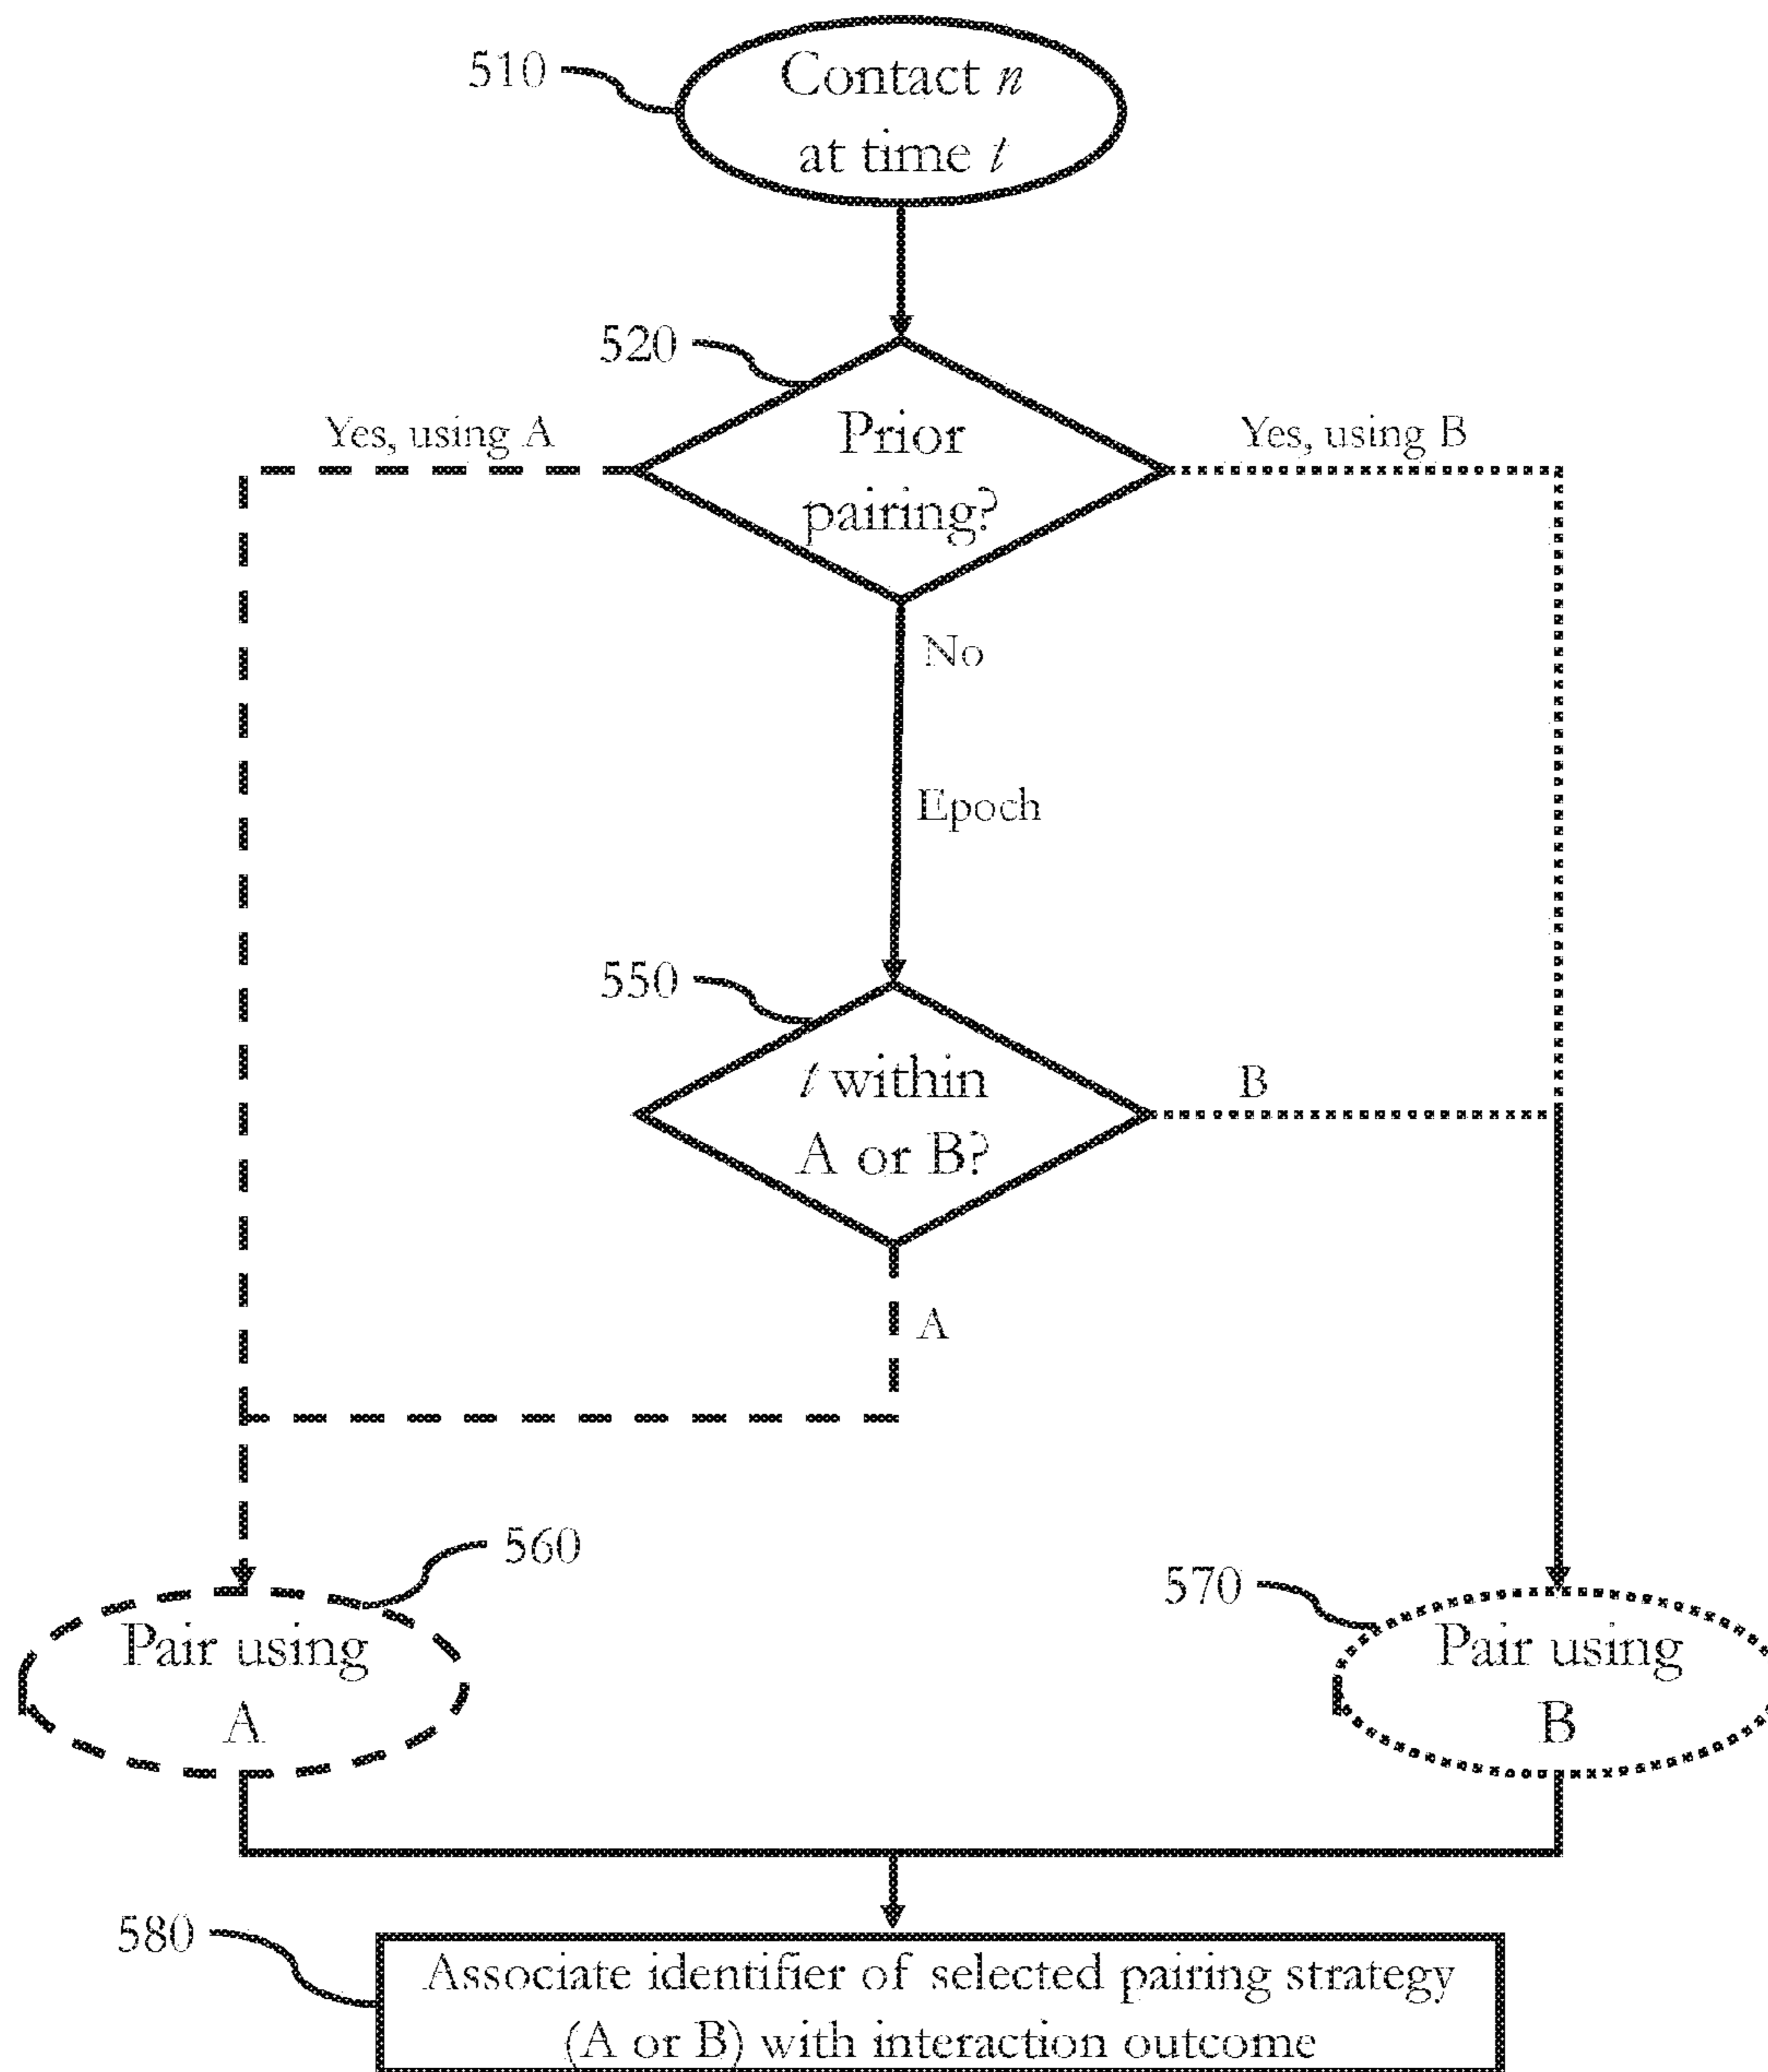 510
Contact n
at time t
520
Yes, using A
Prior
pairing?
Yes, using B
No
Epoch
550
t within
A or B?
B
A
560
570
Pair using
A
Pair using
B
580
Associate identifier of selected pairing strategy
(A or B) with interaction outcome